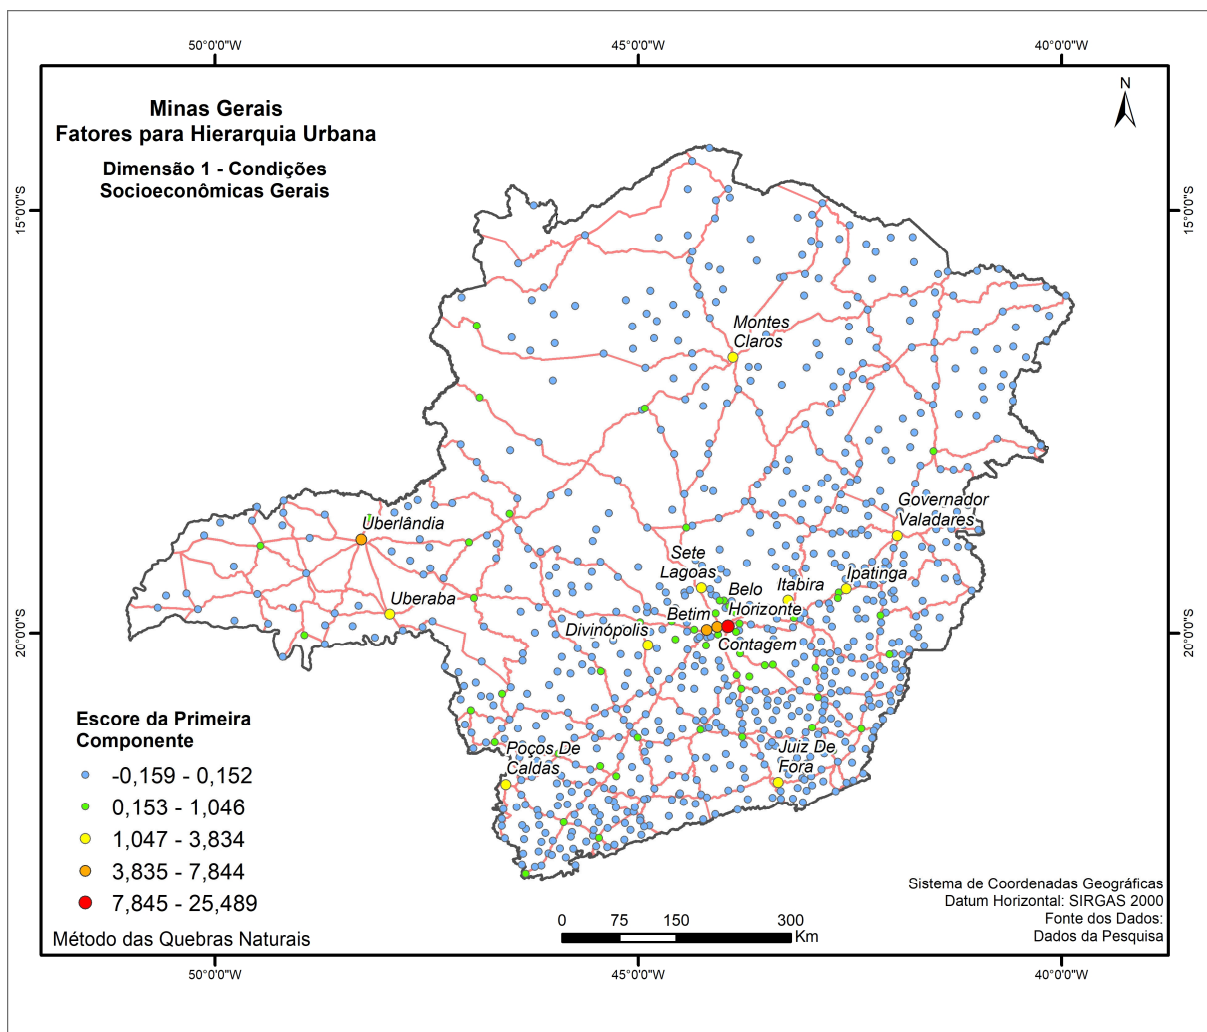 50°0'0"W
45°0'0"W
40°0'0"W
Minas Gerais
Fatores para Hierarquia Urbana
Dimensão 1 - Condições
Socioeconômicas Gerais
N
15°0'0"S
15°0'0"S
Montes
Claros
Governador
Valadares
Uberlândia
Sete
Lagoas
Ipatinga
Itabira
Belo
Horizonte
Uberaba
Betim
Divinópolis
Contagem
20°0'0"S
20°0'0"S
Poços De
Caldas
Juiz De
Fora
Escore da Primeira
Componente
-0,159 - 0,152
0,153 - 1,046
1,047 - 3,834
3,835 - 7,844
7,845 - 25,489
Método das Quebras Naturais
0 75 150 300
Km
Sistema de Coordenadas Geográficas
Datum Horizontal: SIRGAS 2000
Fonte dos Dados:
Dados da Pesquisa
50°0'0"W
45°0'0"W
40°0'0"W